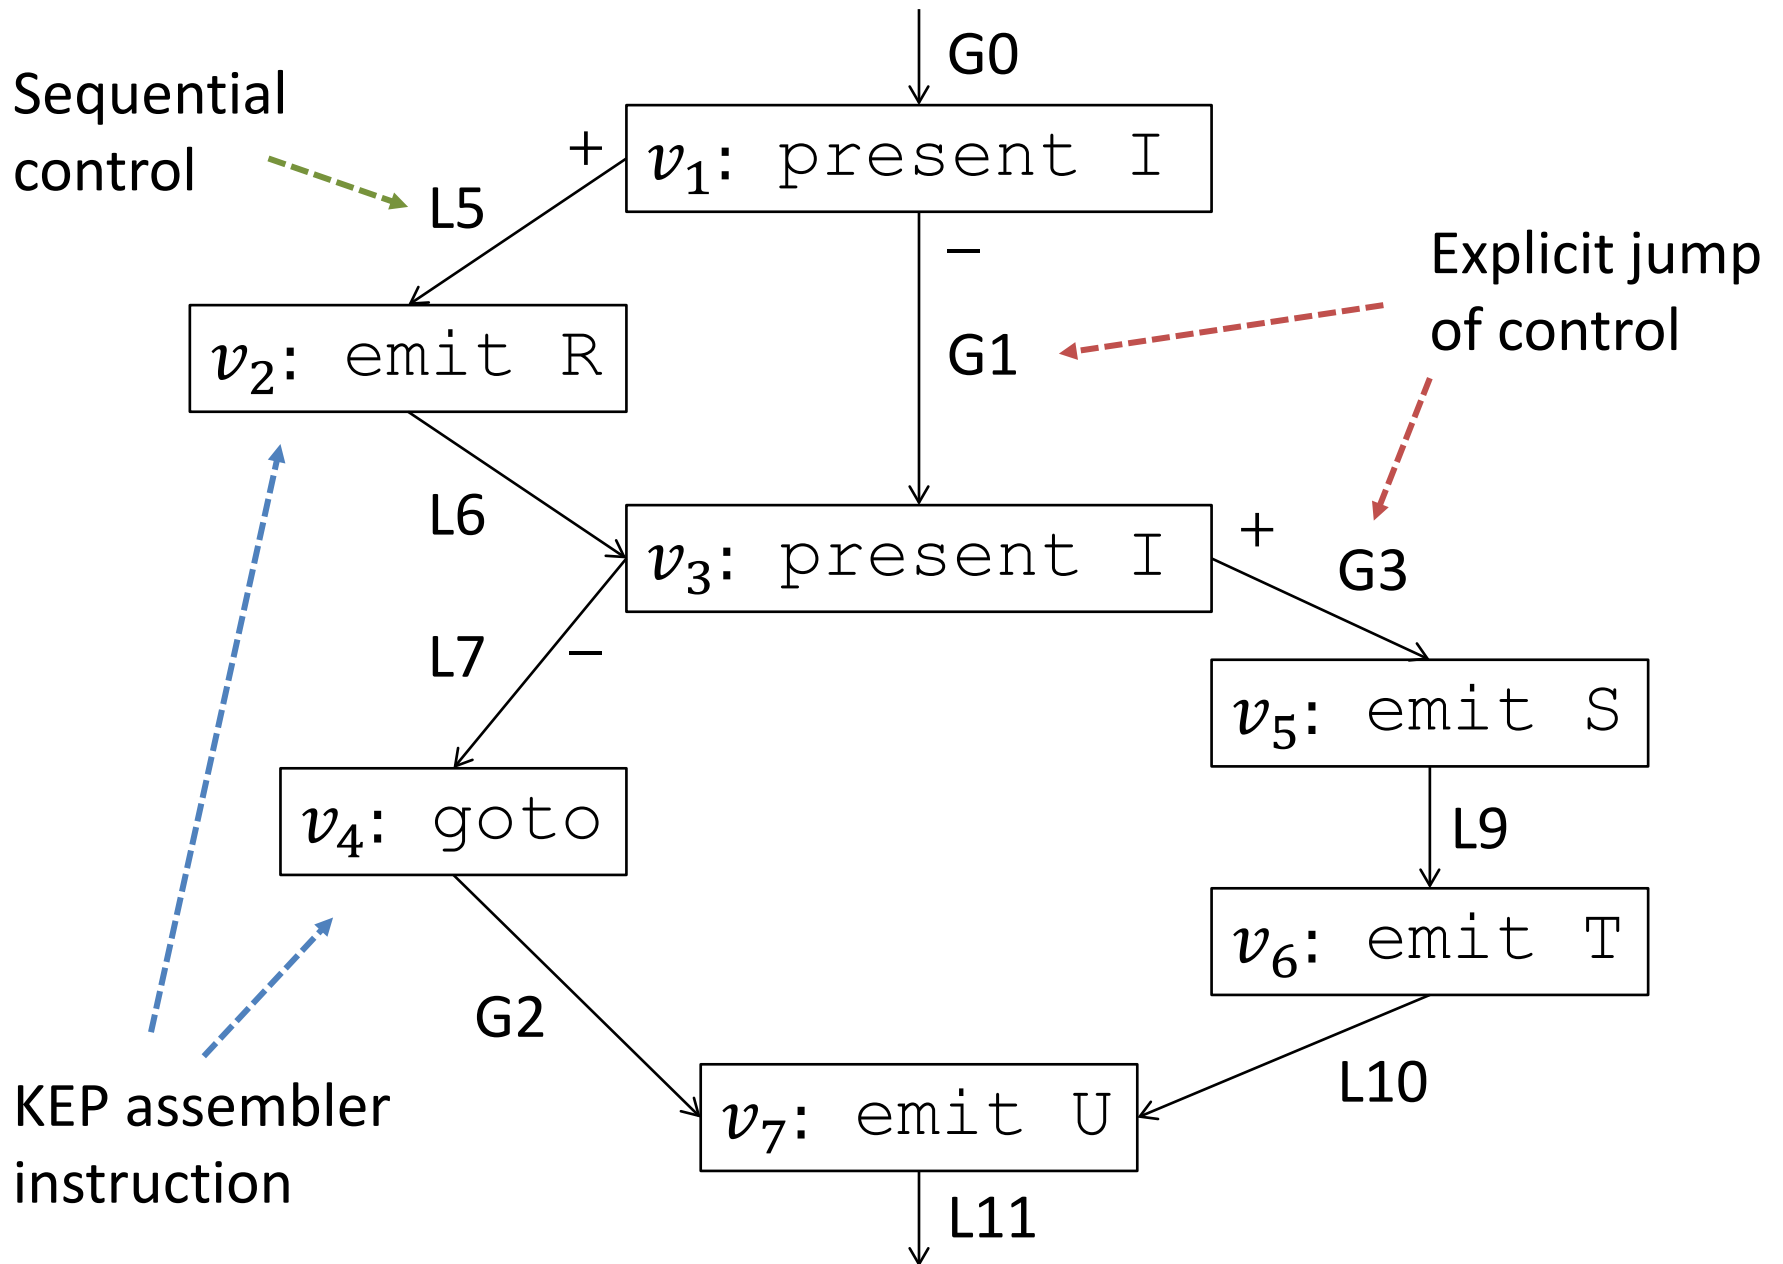 G0
Sequential
control
+
v₁: present I
L5
−
Explicit jump
of control
G1
v₂: emit R
L6
v₃: present I
+
G3
L7
−
v₅: emit S
v₄: goto
L9
v₆: emit T
G2
L10
KEP assembler
instruction
v₇: emit U
L11